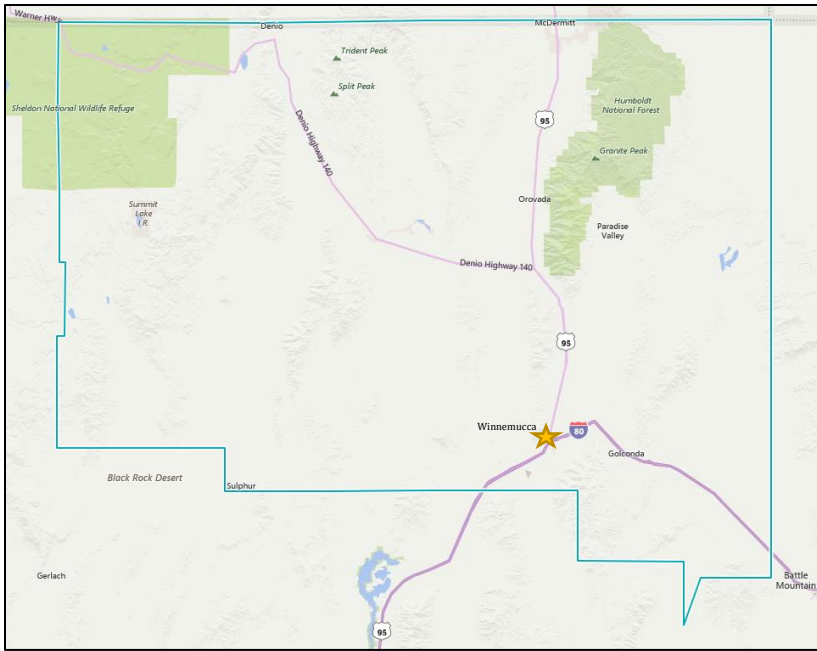 Warner Hwy
Denio
McDermitt
Trident Peak
Split Peak
Sheldon National Wildlife Refuge
Humboldt
National Forest
95
Denio Highway 140
Granite Peak
Summit
Lake
I.R.
Orovada
Paradise
Valley
Denio Highway 140
95
Winnemucca
80
Golconda
Black Rock Desert
Sulphur
Gerlach
Battle
Mountain
95